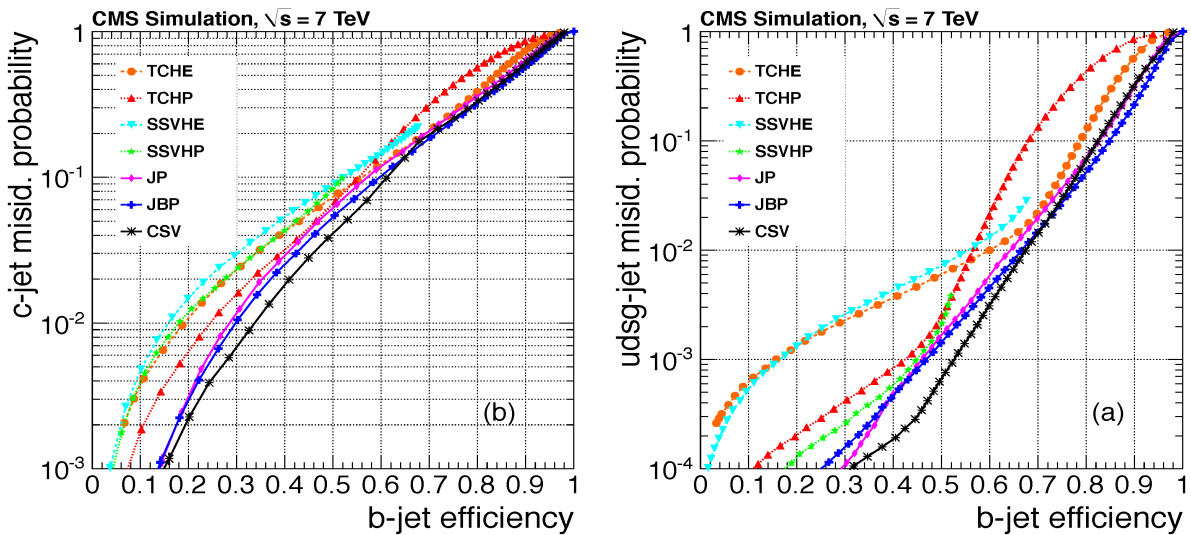 CMS Simulation, √s = 7 TeV
c-jet misid. probability
1
10⁻¹
10⁻²
10⁻³
TCHE
TCHP
SSVHE
SSVHP
JP
JBP
CSV
(b)
0 0.1 0.2 0.3 0.4 0.5 0.6 0.7 0.8 0.9 1
b-jet efficiency
CMS Simulation, √s = 7 TeV
udsg-jet misid. probability
1
10⁻¹
10⁻²
10⁻³
10⁻⁴
TCHE
TCHP
SSVHE
SSVHP
JP
JBP
CSV
(a)
0 0.1 0.2 0.3 0.4 0.5 0.6 0.7 0.8 0.9 1
b-jet efficiency